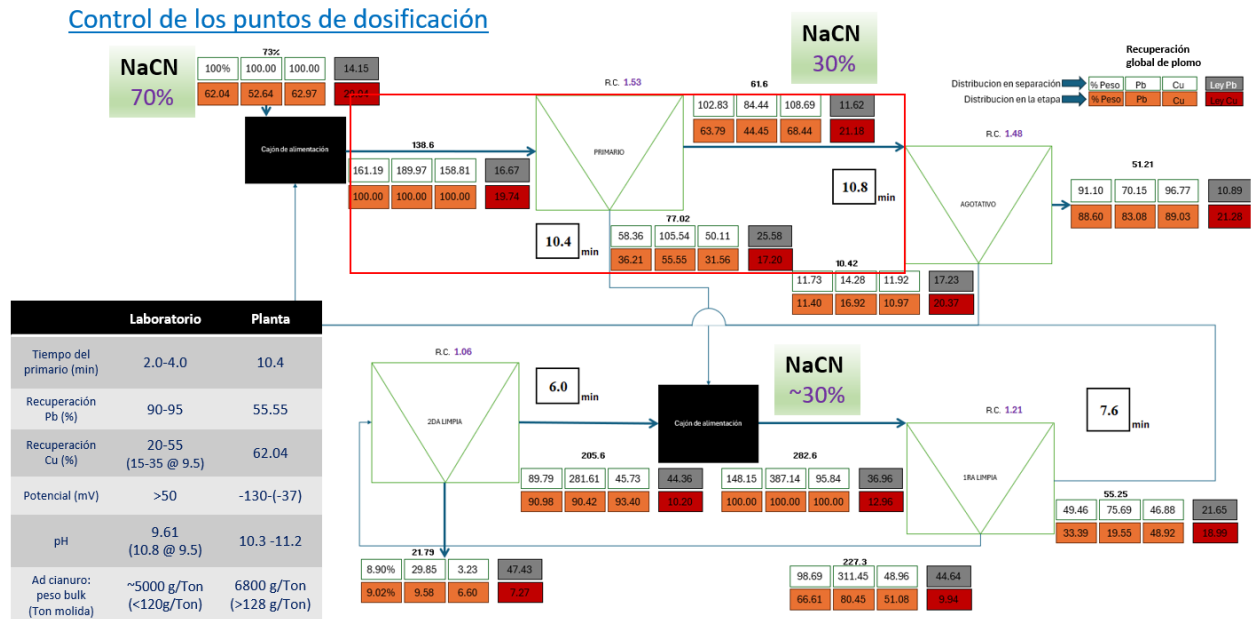 Control de los puntos de dosificación
NaCN
70%
73%
100% 100.00 100.00 14.15
62.04 52.64 62.97
Cajón de alimentación
138.6
161.19 189.97 158.81 16.67
100.00 100.00 100.00 19.74
R.C. 1.53
PRIMARIO
10.4 min
NaCN
30%
61.6
102.83 84.44 108.69 11.62
63.79 44.45 68.44 21.18
10.8 min
77.02
58.36 105.54 50.11 25.58
36.21 55.55 31.56 17.20
Recuperación
global de plomo
Distribucion en separación % Peso Pb Cu Ley Pb
Distribucion en la etapa % Peso Pb Cu Ley Cu
R.C. 1.48
AGOTATIVO
51.21
91.10 70.15 96.77 10.89
88.60 83.08 89.03 21.28
10.42
11.73 14.28 11.92 17.23
11.40 16.92 10.97 20.37
Laboratorio Planta
Tiempo del
primario (min)
2.0-4.0 10.4
Recuperación
Pb (%)
90-95 55.55
Recuperación
Cu (%)
20-55
(15-35 @ 9.5)
62.04
Potencial (mV) >50 -130-(-37)
pH
9.61
(10.8 @ 9.5)
10.3 -11.2
Ad cianuro:
peso bulk
(Ton molida)
~5000 g/Ton
(<120g/Ton)
6800 g/Ton
(>128 g/Ton)
R.C. 1.06
2DA LIMPIA
6.0 min
Cajón de alimentación
NaCN
~30%
R.C. 1.21
1RA LIMPIA
7.6 min
205.6
89.79 281.61 45.73 44.36
90.98 90.42 93.40 10.20
282.6
148.15 387.14 95.84 36.96
100.00 100.00 100.00 12.96
55.25
49.46 75.69 46.88 21.65
33.39 19.55 48.92 18.99
21.79
8.90% 29.85 3.23 47.43
9.02% 9.58 6.60 7.27
227.3
98.69 311.45 48.96 44.64
66.61 80.45 51.08 9.94